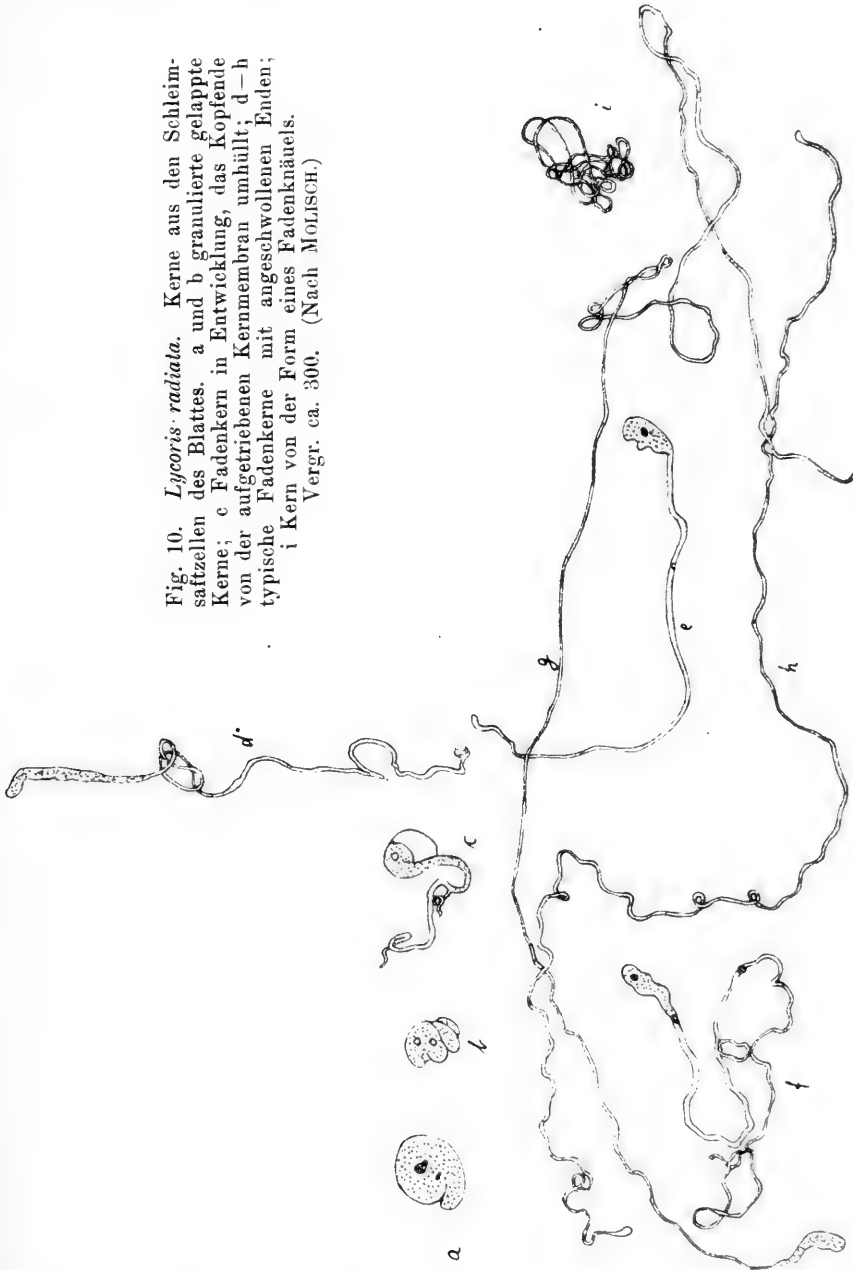 Fig. 10. Lycoris radiata. Kerne aus den Schleim-
saftzellen des Blattes. a und b granulierte gelappte
Kerne; c Fadenkern in Entwicklung, das Kopfende
von der aufgetriebenen Kernmembran umhüllt; d—h
typische Fadenkerne mit angeschwollenen Enden;
i Kern von der Form eines Fadenknäuels.
Vergr. ca. 300. (Nach MOLISCH.)
a
b
c
d
e
f
g
h
i